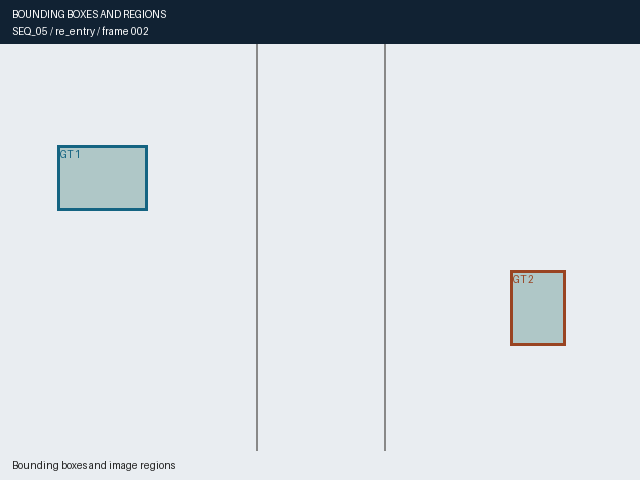 BOUNDING BOXES AND REGIONS
SEQ_05 / re_entry / frame 002
GT1
GT2
Bounding boxes and image regions